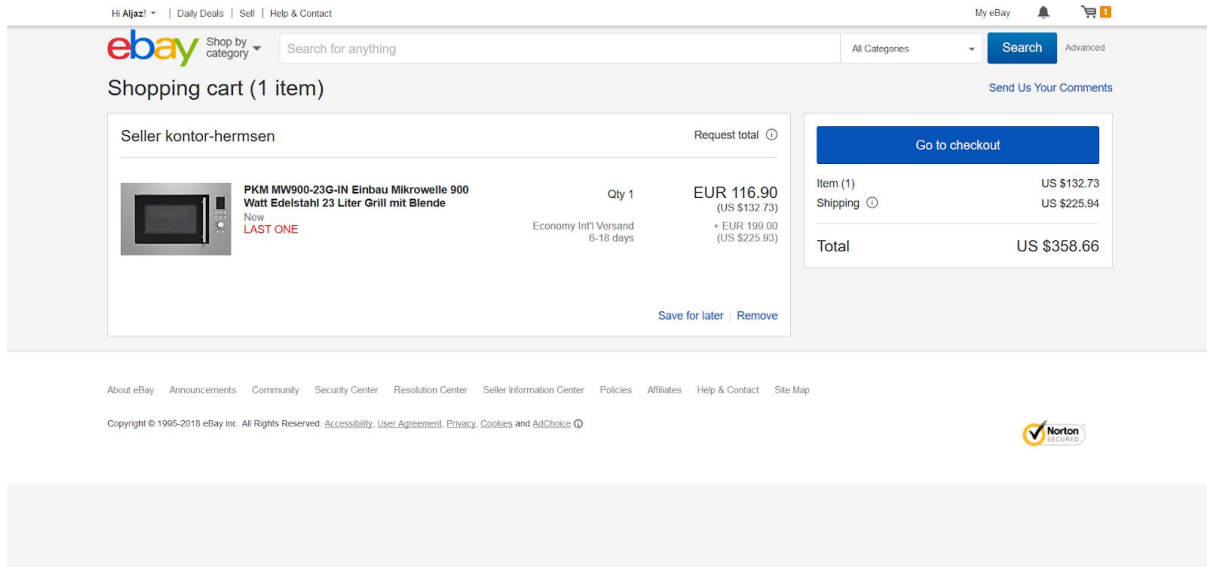 Hi Aljaz! | Daily Deals | Sell | Help & Contact My eBay 1
ebay Shop by category Search for anything All Categories Search Advanced
Shopping cart (1 item) Send Us Your Comments
Seller kontor-hermsen Request total
Go to checkout
PKM MW900-23G-IN Einbau Mikrowelle 900
Watt Edelstahl 23 Liter Grill mit Blende
New
LAST ONE
Qty 1
EUR 116.90
(US $132.73)
Economy Int'l Versand
6-18 days
+ EUR 199.00
(US $225.93)
Save for later | Remove
Item (1) US $132.73
Shipping US $225.94
Total US $358.66
About eBay Announcements Community Security Center Resolution Center Seller Information Center Policies Affiliates Help & Contact Site Map
Copyright © 1995-2018 eBay Inc. All Rights Reserved. Accessibility, User Agreement, Privacy, Cookies and AdChoice
Norton
SECURED